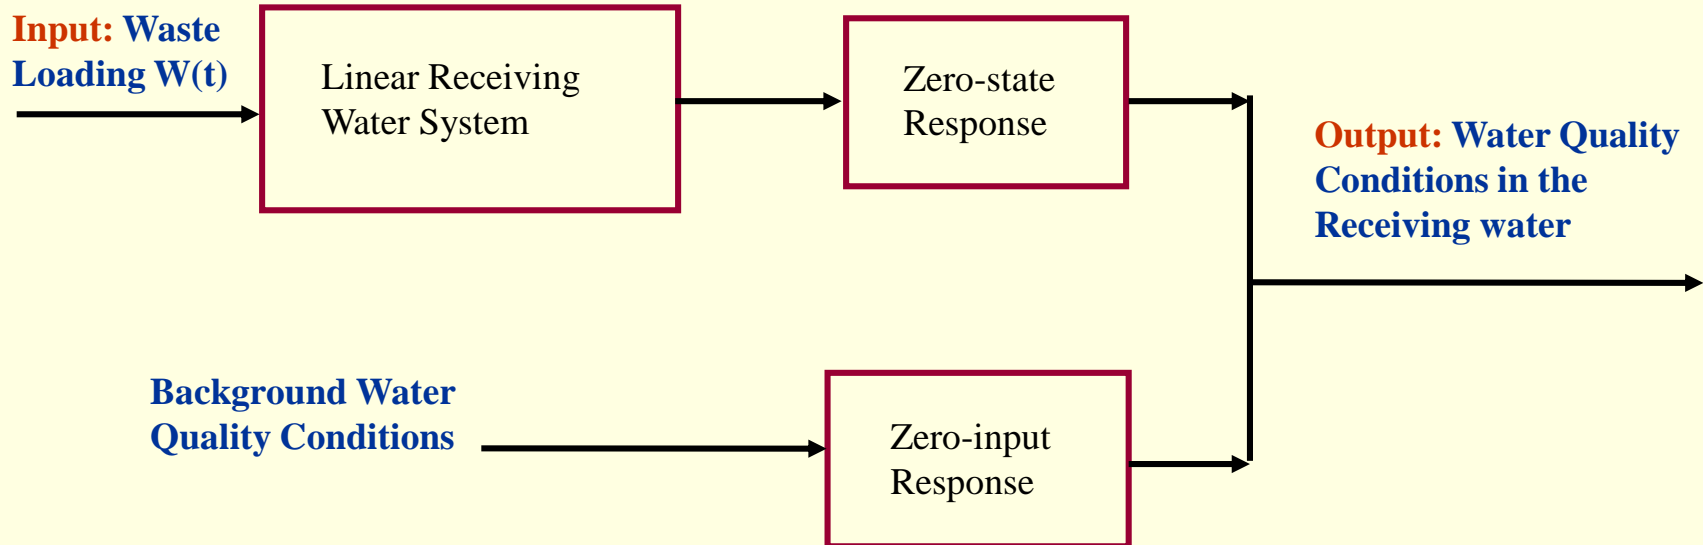 Input: Waste
Loading W(t)
Linear Receiving
Water System
Zero-state
Response
Output: Water Quality
Conditions in the
Receiving water
Background Water
Quality Conditions
Zero-input
Response